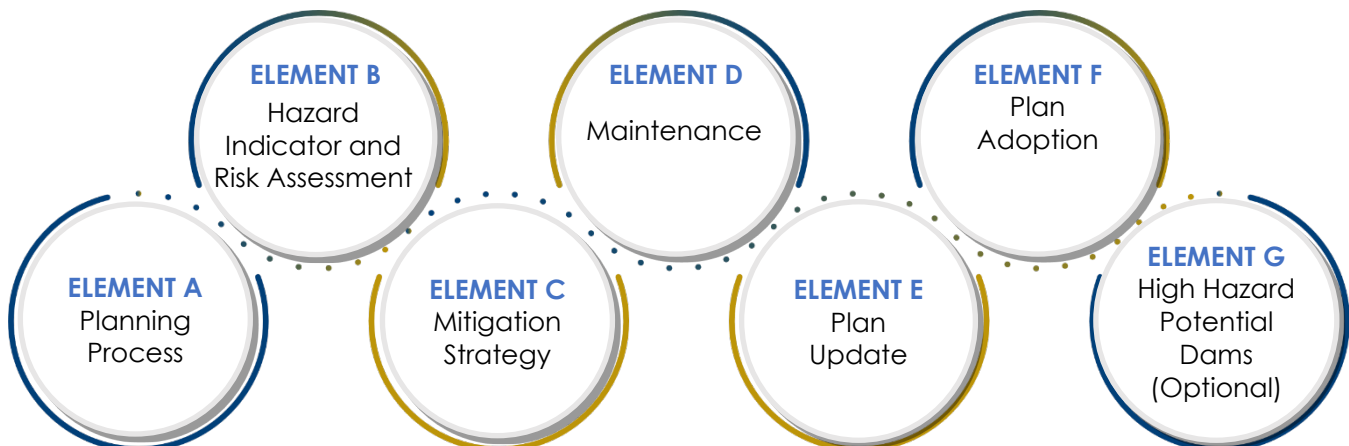 ELEMENT A
Planning
Process
ELEMENT B
Hazard
Indicator and
Risk Assessment
ELEMENT C
Mitigation
Strategy
ELEMENT D
Maintenance
ELEMENT E
Plan
Update
ELEMENT F
Plan
Adoption
ELEMENT G
High Hazard
Potential
Dams
(Optional)